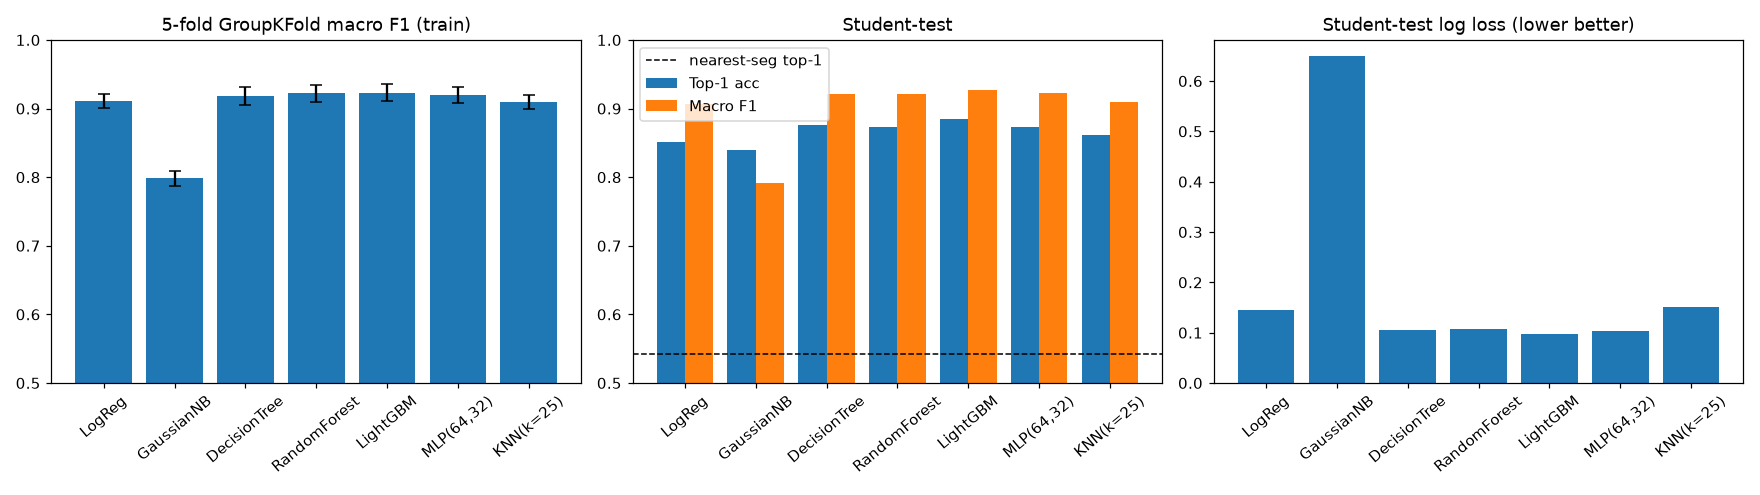 5-fold GroupKFold macro F1 (train)
1.0
0.9
0.8
0.7
0.6
0.5
LogReg
GaussianNB
DecisionTree
RandomForest
LightGBM
MLP(64,32)
KNN(k=25)
Student-test
nearest-seg top-1
Top-1 acc
Macro F1
1.0
0.9
0.8
0.7
0.6
0.5
LogReg
GaussianNB
DecisionTree
RandomForest
LightGBM
MLP(64,32)
KNN(k=25)
Student-test log loss (lower better)
0.6
0.5
0.4
0.3
0.2
0.1
0.0
LogReg
GaussianNB
DecisionTree
RandomForest
LightGBM
MLP(64,32)
KNN(k=25)